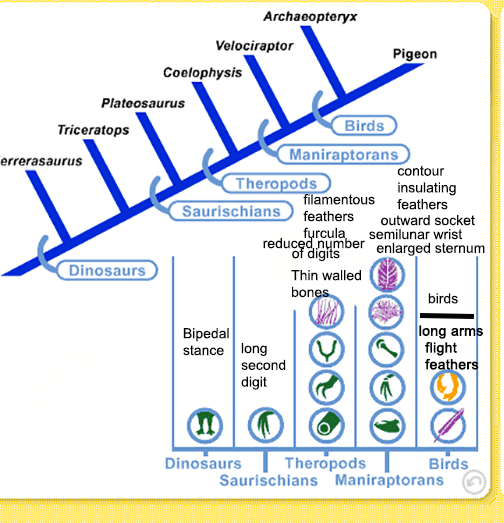 Archaeopteryx
Velociraptor
Pigeon
Coelophysis
Plateosaurus
Triceratops
errerasaurus
Birds
Maniraptorans
Theropods
Saurischians
Dinosaurs
contour
insulating
feathers
outward socket
semilunar wrist
enlarged sternum
filamentous
feathers
furcula
reduced number
of digits
Thin walled
bones
birds
long arms
flight
feathers
Bipedal
stance
long
second
digit
Dinosaurs
Saurischians
Theropods
Maniraptorans
Birds